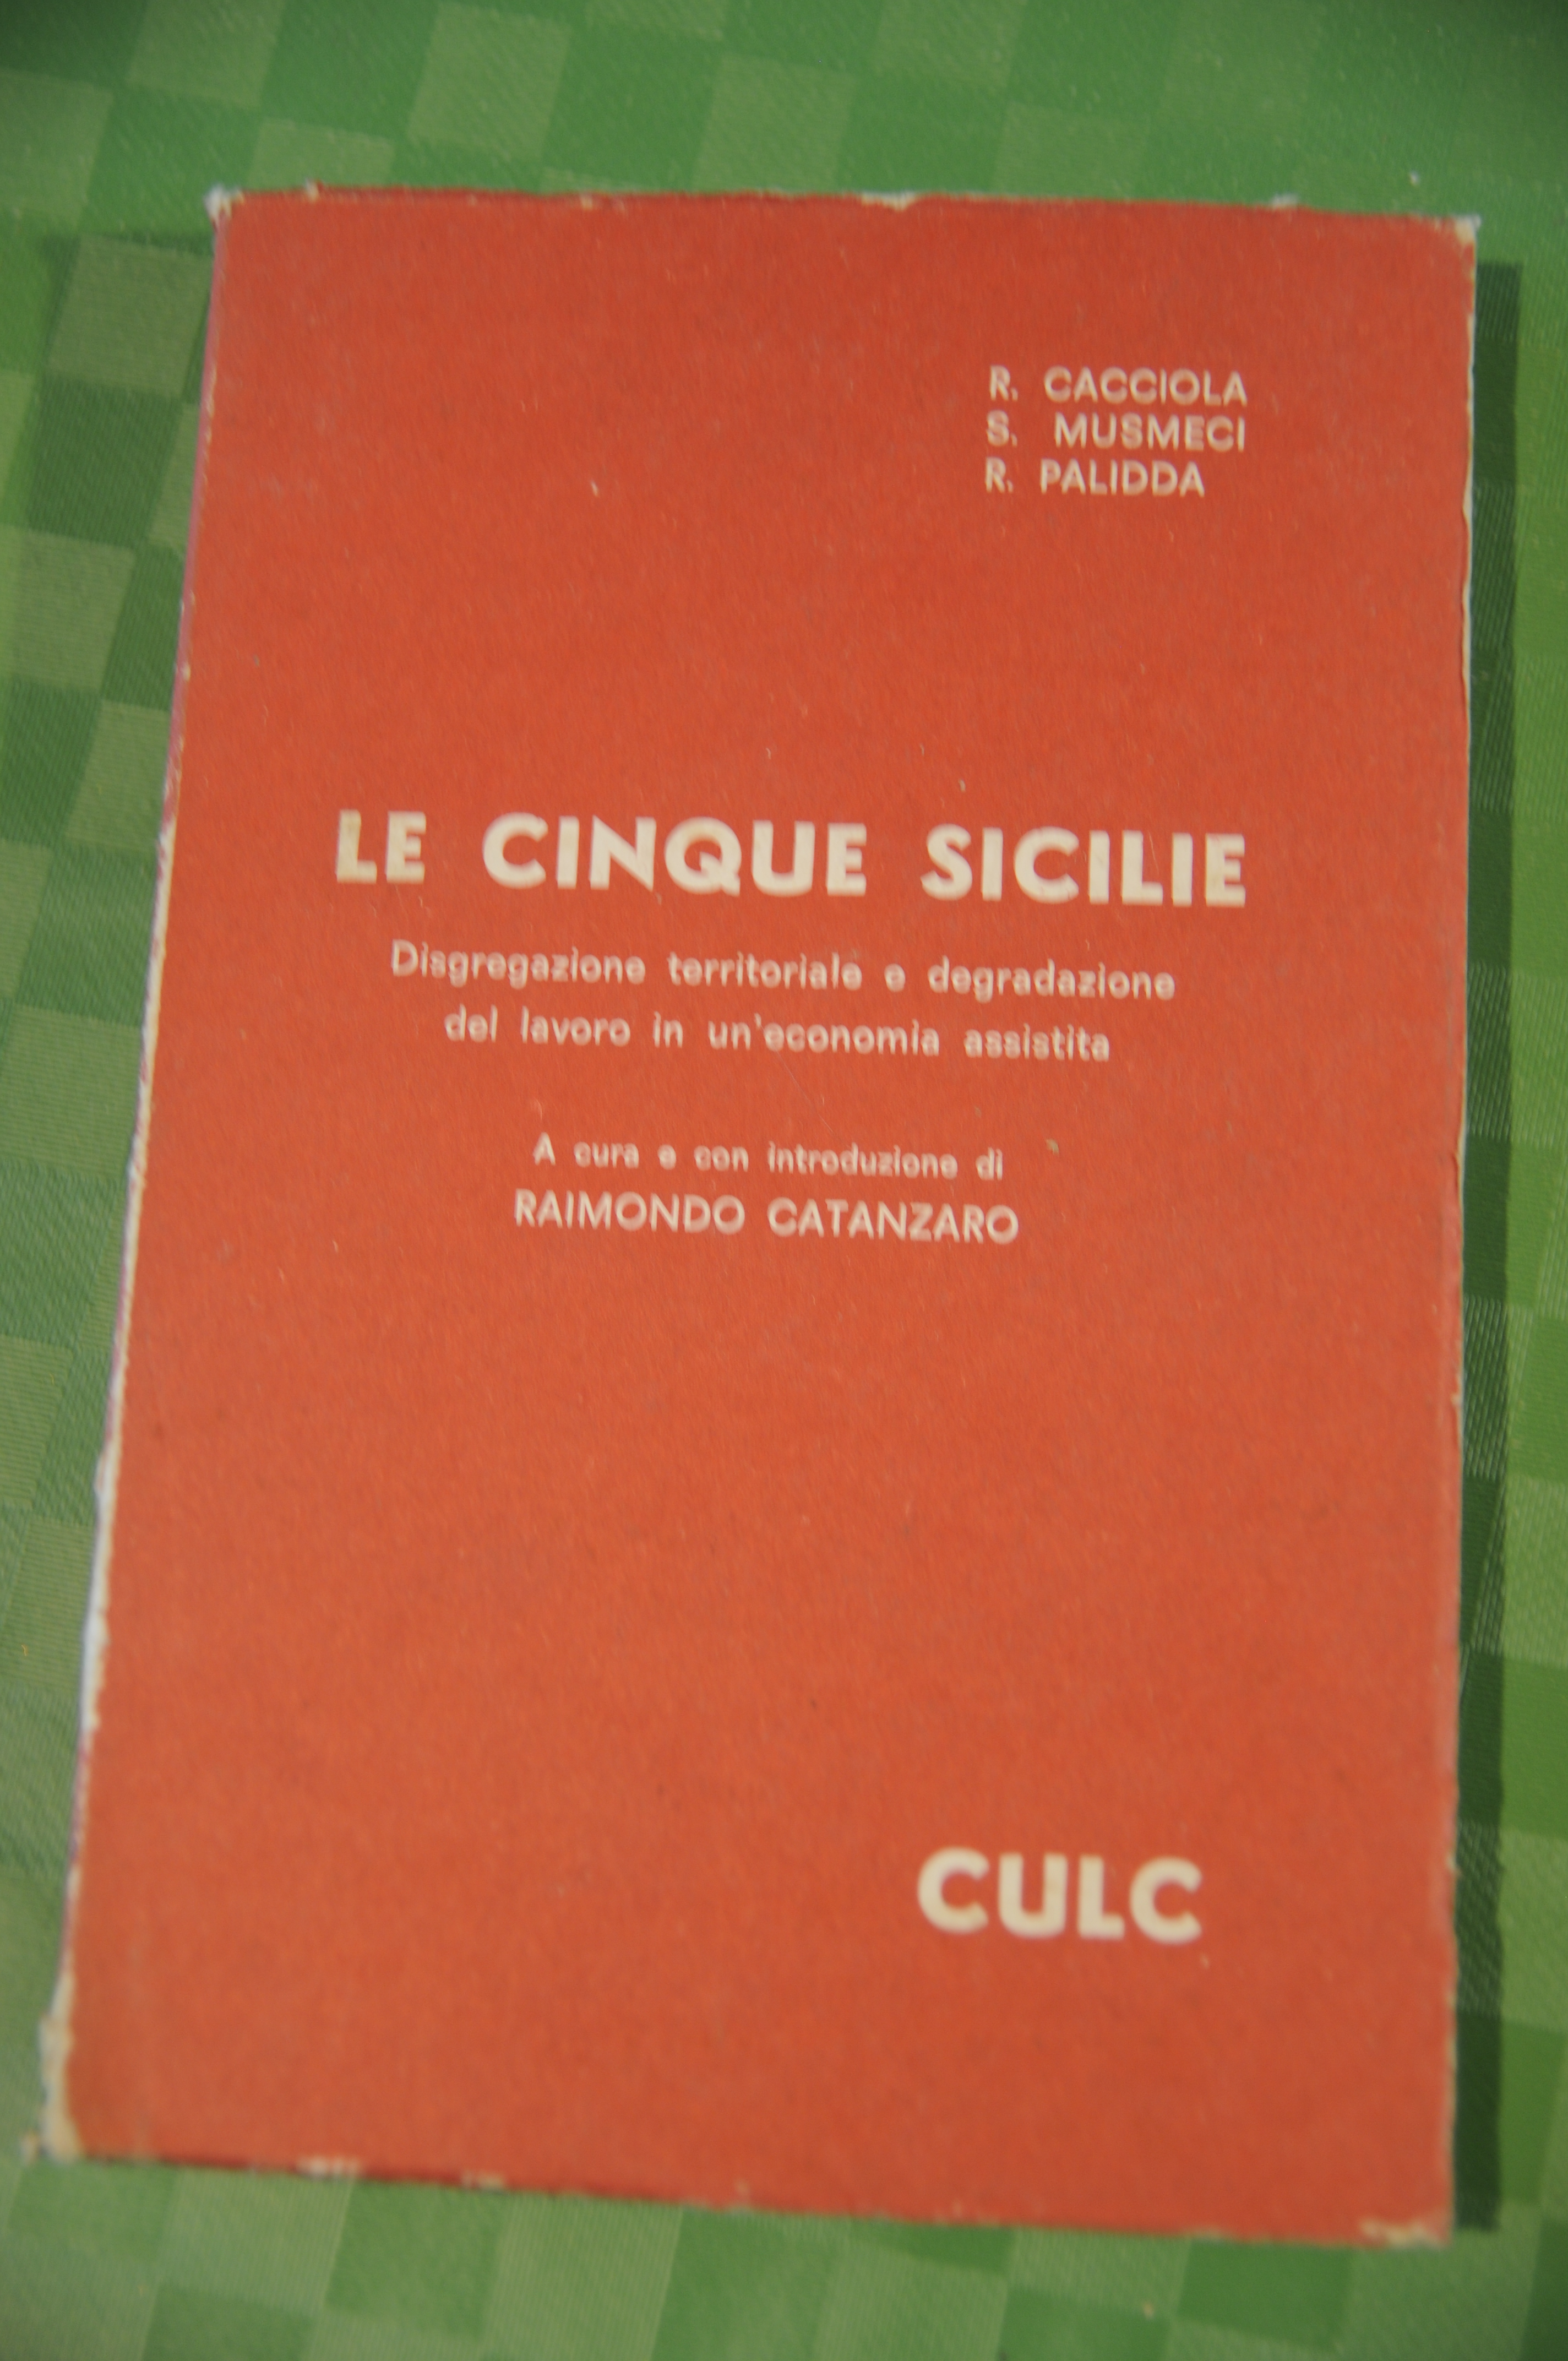 R. CACCIOLA
S. MUSMECI
R. PALIDDA
LE CINQUE SICILIE
Disgregazione territoriale e degradazione
del lavoro in un'economia assistita
A cura e con introduzione di
RAIMONDO CATANZARO
CULC